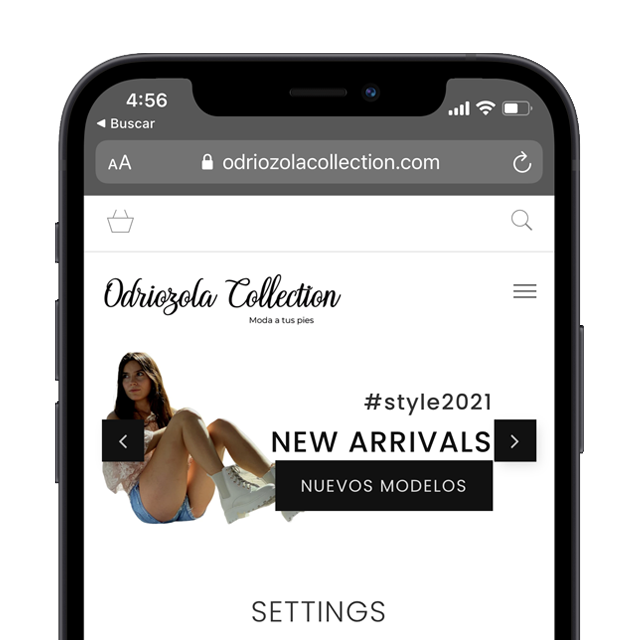 4:56
◀ Buscar
AA odriozolacollection.com
Odriozola Collection
Moda a tus pies
#style2021
NEW ARRIVALS
NUEVOS MODELOS
SETTINGS